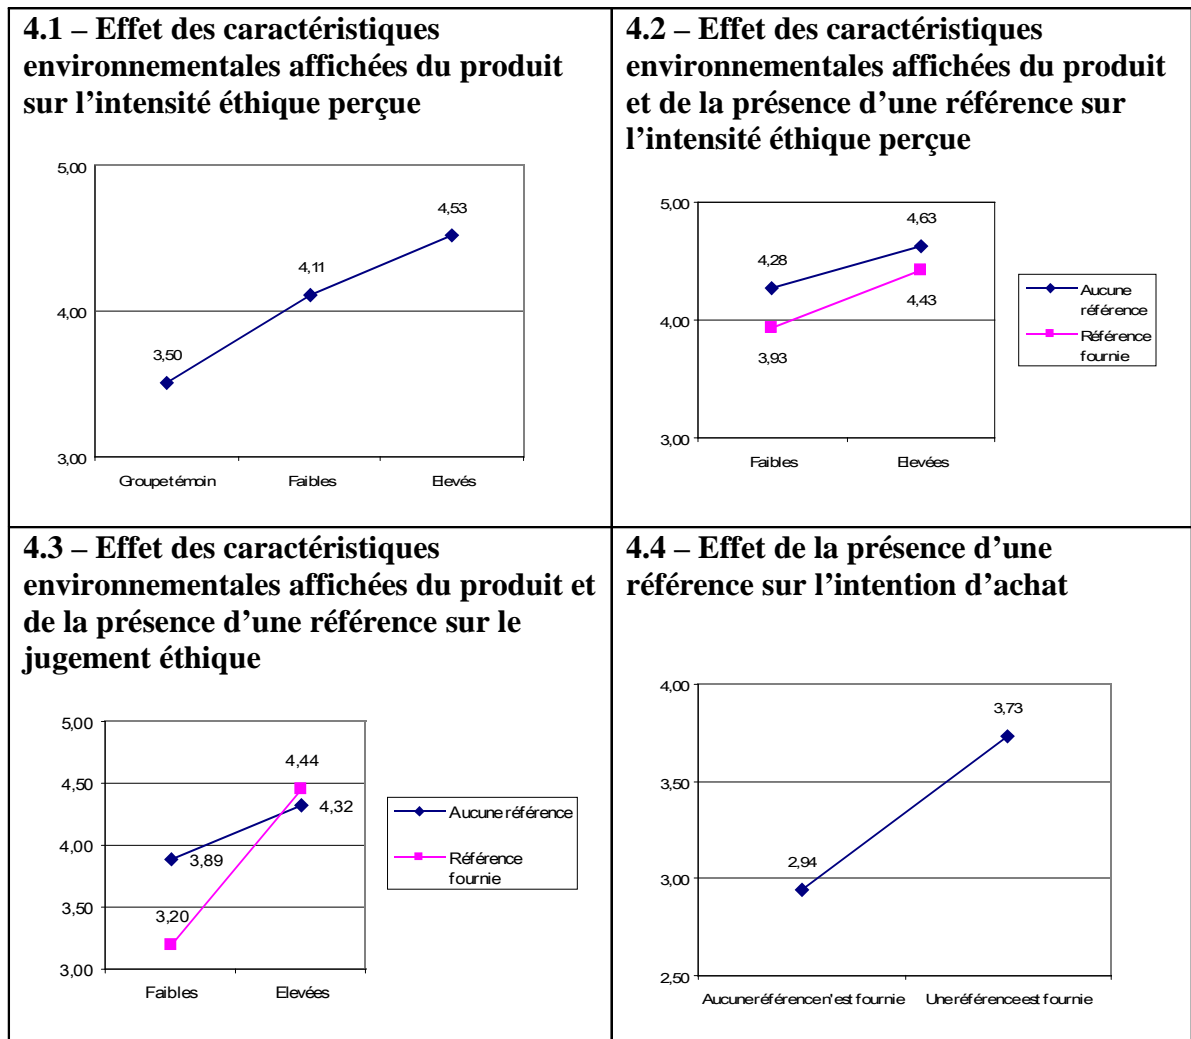 4.1 – Effet des caractéristiques
environnementales affichées du produit
sur l'intensité éthique perçue
5,00
4,53
4,11
4,00
3,50
3,00
Groupe témoin
Faibles
Elevés
4.2 – Effet des caractéristiques
environnementales affichées du produit
et de la présence d'une référence sur
l'intensité éthique perçue
5,00
4,63
4,28
4,43
4,00
3,93
3,00
Faibles
Elevées
Aucune
référence
Référence
fournie
4.3 – Effet des caractéristiques
environnementales affichées du produit et
de la présence d'une référence sur le
jugement éthique
5,00
4,44
4,50
4,32
4,00
3,89
3,50
3,20
3,00
Faibles
Elevées
Aucune référence
Référence
fournie
4.4 – Effet de la présence d'une
référence sur l'intention d'achat
4,00
3,73
3,50
2,94
3,00
2,50
Aucune référence n'est fournie
Une référence est fournie